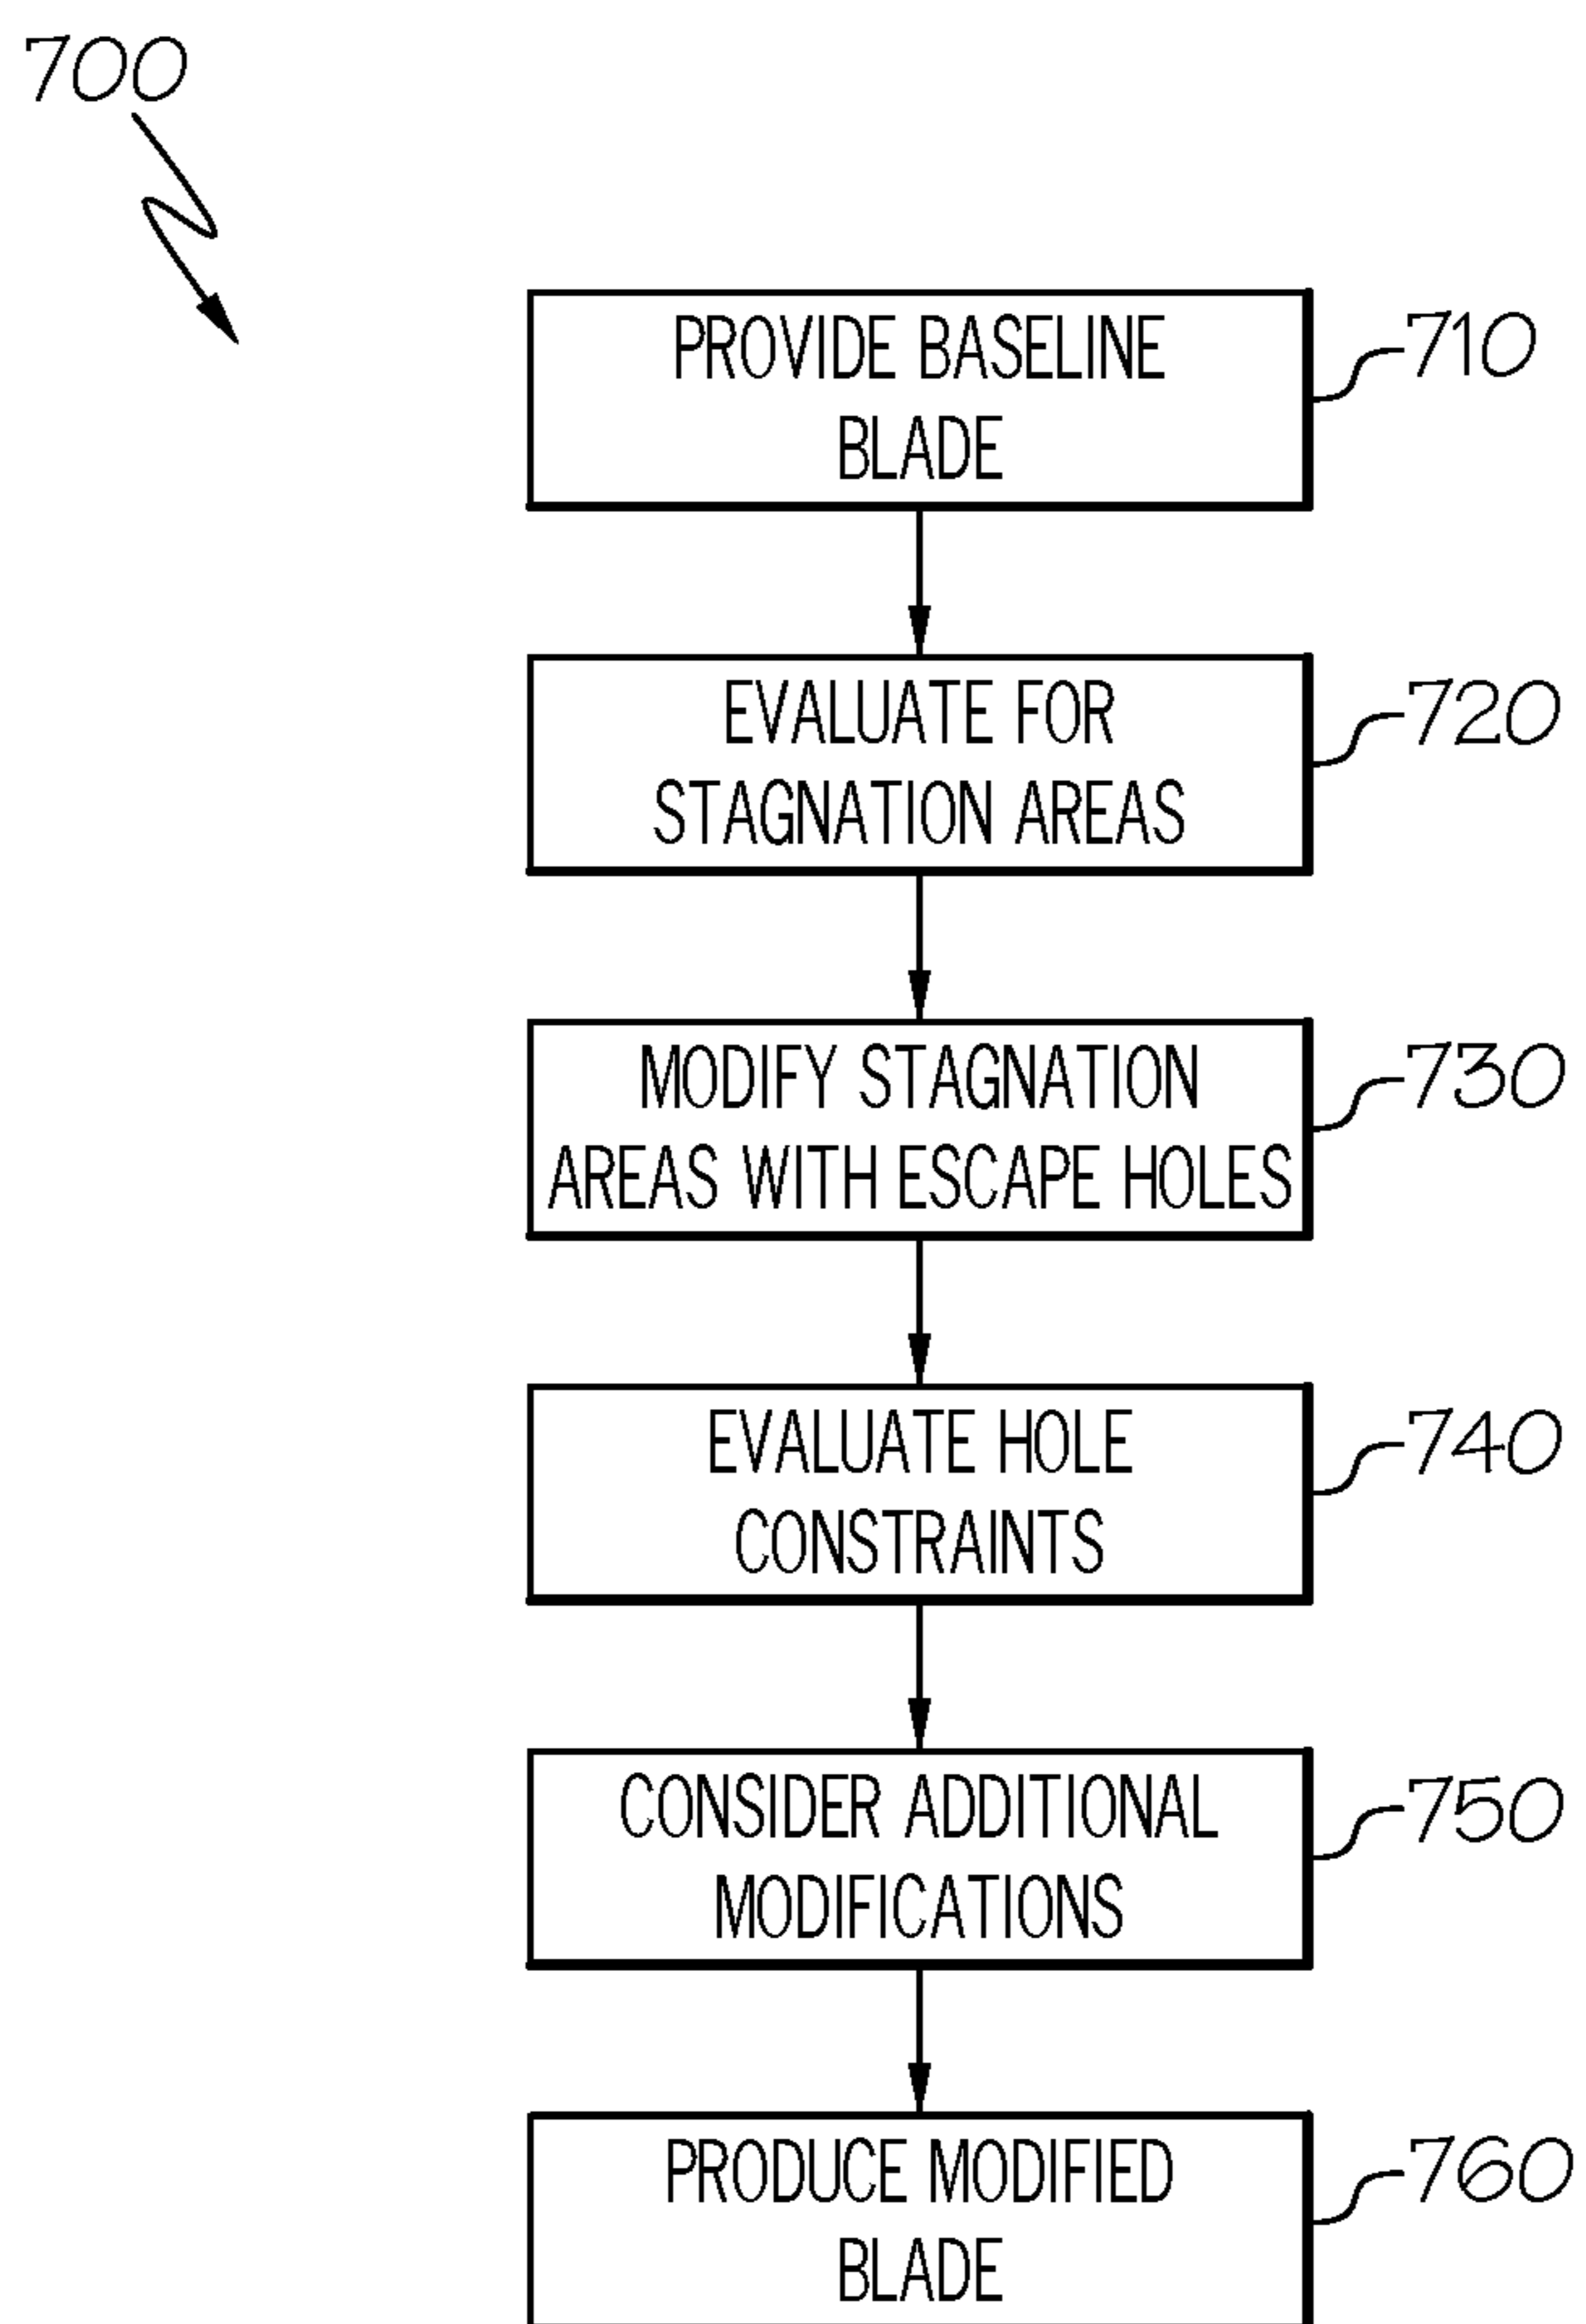 700
PROVIDE BASELINE
BLADE
710
EVALUATE FOR
STAGNATION AREAS
720
MODIFY STAGNATION
AREAS WITH ESCAPE HOLES
730
EVALUATE HOLE
CONSTRAINTS
740
CONSIDER ADDITIONAL
MODIFICATIONS
750
PRODUCE MODIFIED
BLADE
760